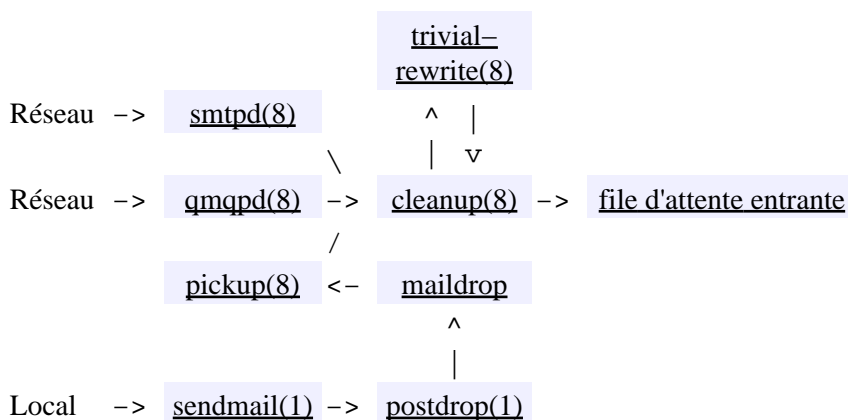 trivial–
rewrite(8)
Réseau –> smtpd(8) ^ |
\ | v
Réseau –> qmqpd(8) –> cleanup(8) –> file d'attente entrante
/
pickup(8) <– maildrop
^
|
Local –> sendmail(1) –> postdrop(1)